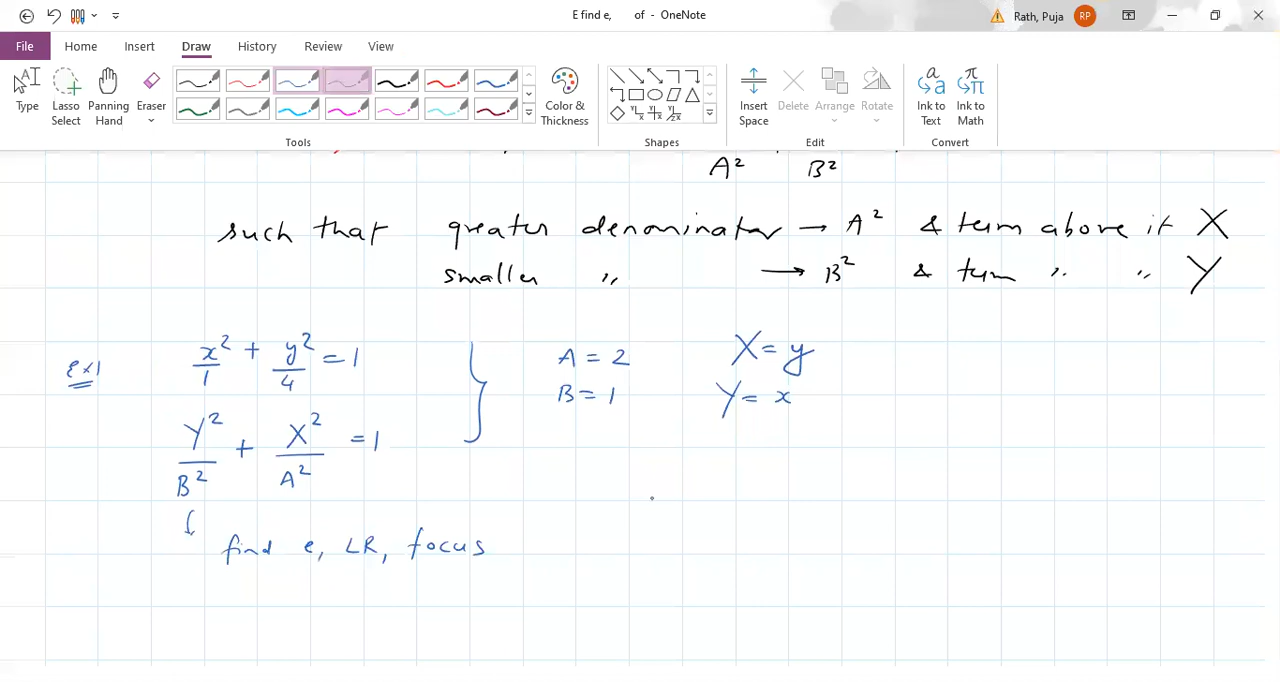 E find e, of - OneNote
Rath, Puja RP
File Home Insert Draw History Review View
Type Lasso Select Panning Hand Eraser Color & Thickness Insert Space Delete Arrange Rotate Ink to Text Ink to Math
Tools Shapes Edit Convert
A² B²
such that greater denominator → A² & term above it X
smaller " → B² & term " " Y
Ex1 x²/1 + y²/4 = 1 } A = 2 X = y
B = 1 Y = x
Y²/B² + X²/A² = 1
find e, LR, focus